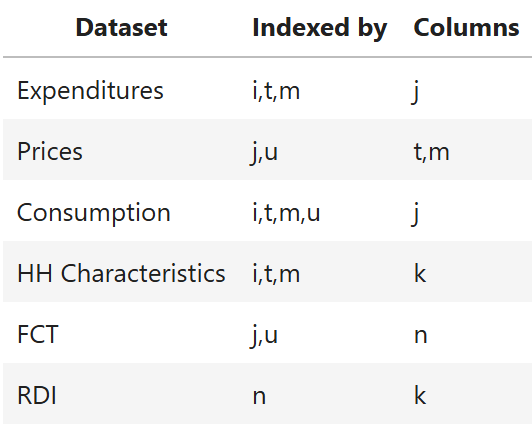 Dataset Indexed by Columns
Expenditures i,t,m j
Prices j,u t,m
Consumption i,t,m,u j
HH Characteristics i,t,m k
FCT j,u n
RDI n k